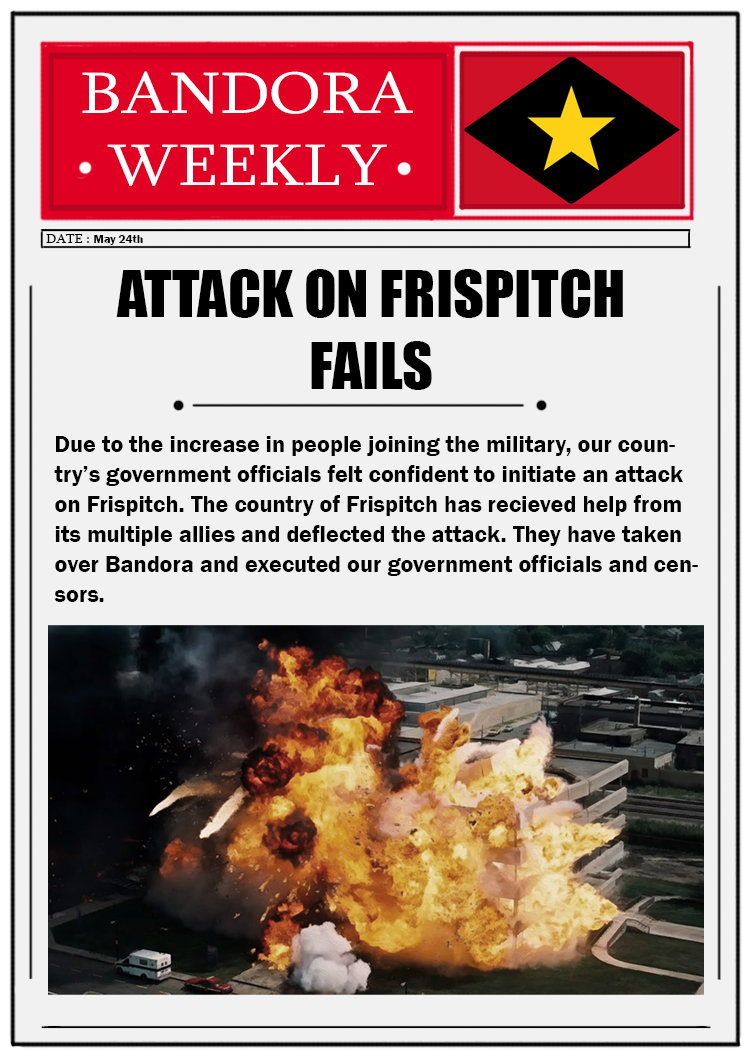 BANDORA
• WEEKLY •
DATE : May 24th
ATTACK ON FRISPITCH
FAILS
Due to the increase in people joining the military, our coun-
try's government officials felt confident to initiate an attack
on Frispitch. The country of Frispitch has recieved help from
its multiple allies and deflected the attack. They have taken
over Bandora and executed our government officials and cen-
sors.